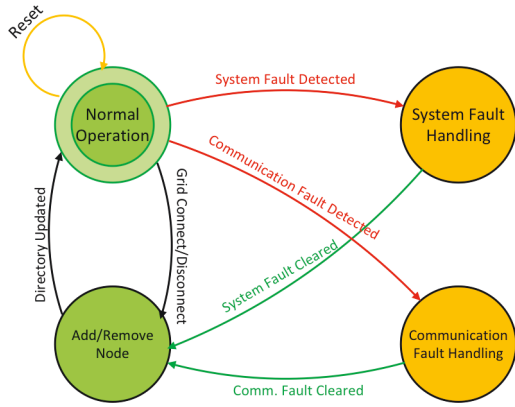 Reset
System Fault Detected
Normal
Operation
System Fault
Handling
Communication Fault Detected
Grid Connect/Disconnect
Directory Updated
System Fault Cleared
Add/Remove
Node
Communication
Fault Handling
Comm. Fault Cleared